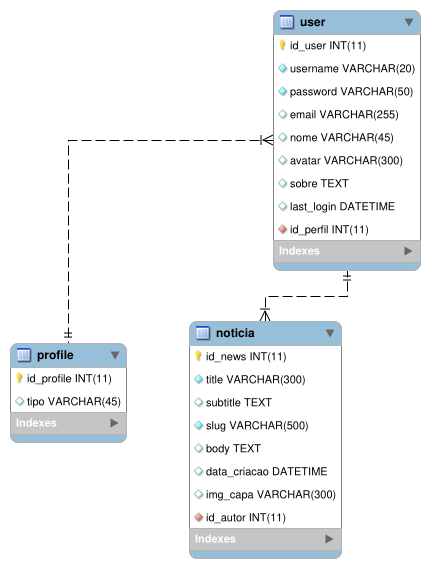 user
id_user INT(11)
username VARCHAR(20)
password VARCHAR(50)
email VARCHAR(255)
nome VARCHAR(45)
avatar VARCHAR(300)
sobre TEXT
last_login DATETIME
id_perfil INT(11)
Indexes
profile
id_profile INT(11)
tipo VARCHAR(45)
Indexes
noticia
id_news INT(11)
title VARCHAR(300)
subtitle TEXT
slug VARCHAR(500)
body TEXT
data_criacao DATETIME
img_capa VARCHAR(300)
id_autor INT(11)
Indexes